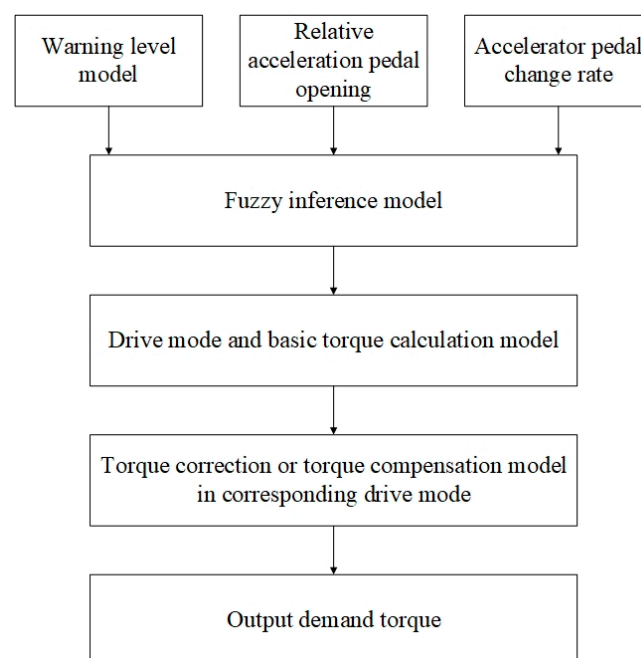 Warning level
model
Relative
acceleration pedal
opening
Accelerator pedal
change rate
Fuzzy inference model
Drive mode and basic torque calculation model
Torque correction or torque compensation model
in corresponding drive mode
Output demand torque